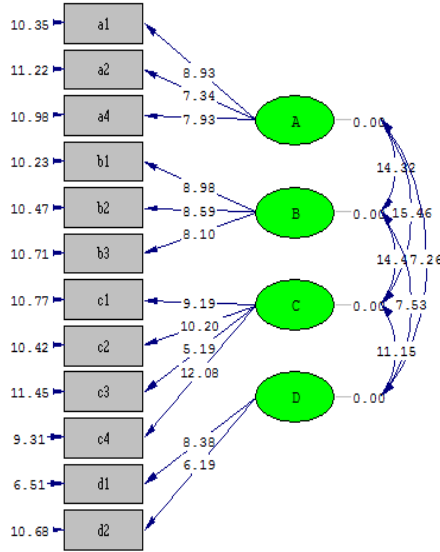 10.35 a1
11.22 a2
8.93
7.34
10.98 a4 7.93 A 0.00
10.23 b1 14.32
8.98
10.47 b2 8.59 B 0.00 15.46
8.10
10.71 b3
14.47 7.26
10.77 c1 9.19 C 0.00 7.53
10.20
10.42 c2
5.19 11.15
12.08
11.45 c3 D 0.00
9.31 c4
8.38
6.51 d1 6.19
10.68 d2